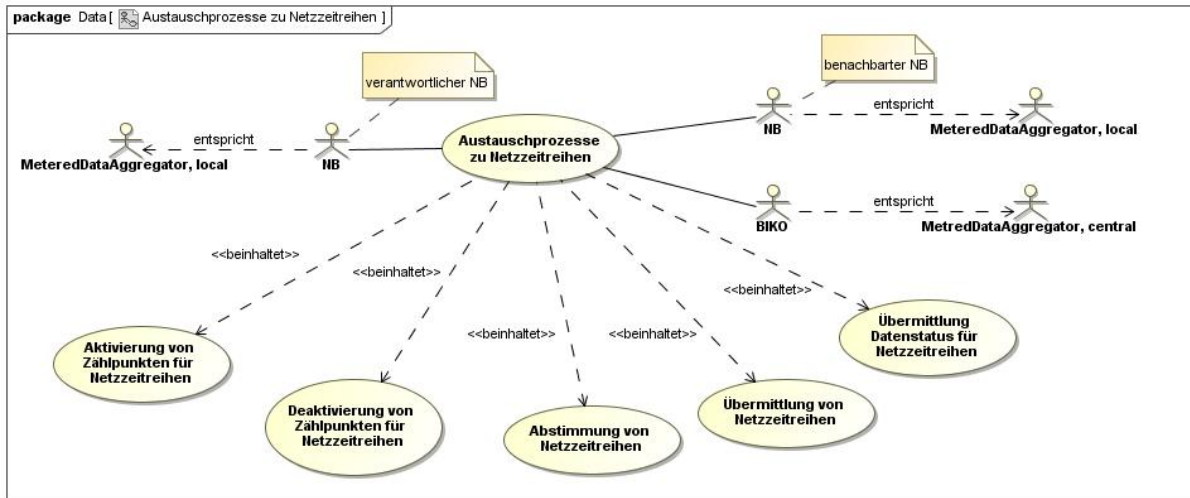 package Data [ Austauschprozesse zu Netzzeitreihen ]
verantwortlicher NB
benachbarter NB
entspricht
MeteredDataAggregator, local
NB
Austauschprozesse
zu Netzzeitreihen
NB
entspricht
MeteredDataAggregator, local
BIKO
entspricht
MetredDataAggregator, central
<<beinhaltet>>
<<beinhaltet>>
<<beinhaltet>>
<<beinhaltet>>
<<beinhaltet>>
Aktivierung von
Zählpunkten für
Netzzeitreihen
Deaktivierung von
Zählpunkten für
Netzzeitreihen
Abstimmung von
Netzzeitreihen
Übermittlung von
Netzzeitreihen
Übermittlung
Datenstatus für
Netzzeitreihen